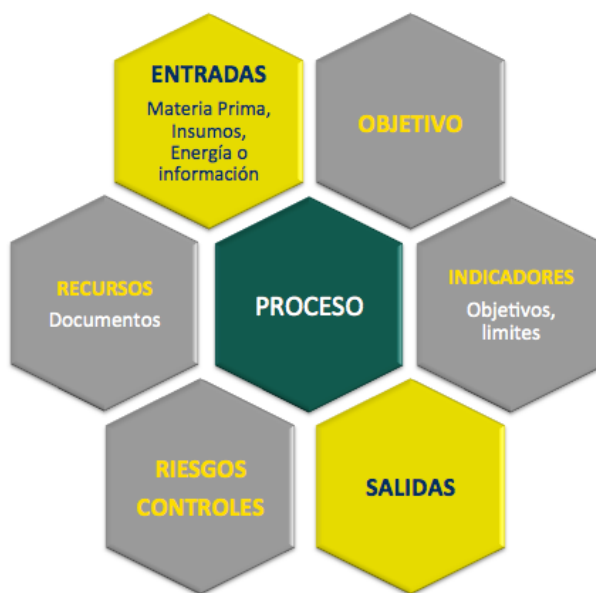 ENTRADAS
Materia Prima,
Insumos,
Energía o
información
OBJETIVO
RECURSOS
Documentos
PROCESO
INDICADORES
Objetivos,
limites
RIESGOS
CONTROLES
SALIDAS